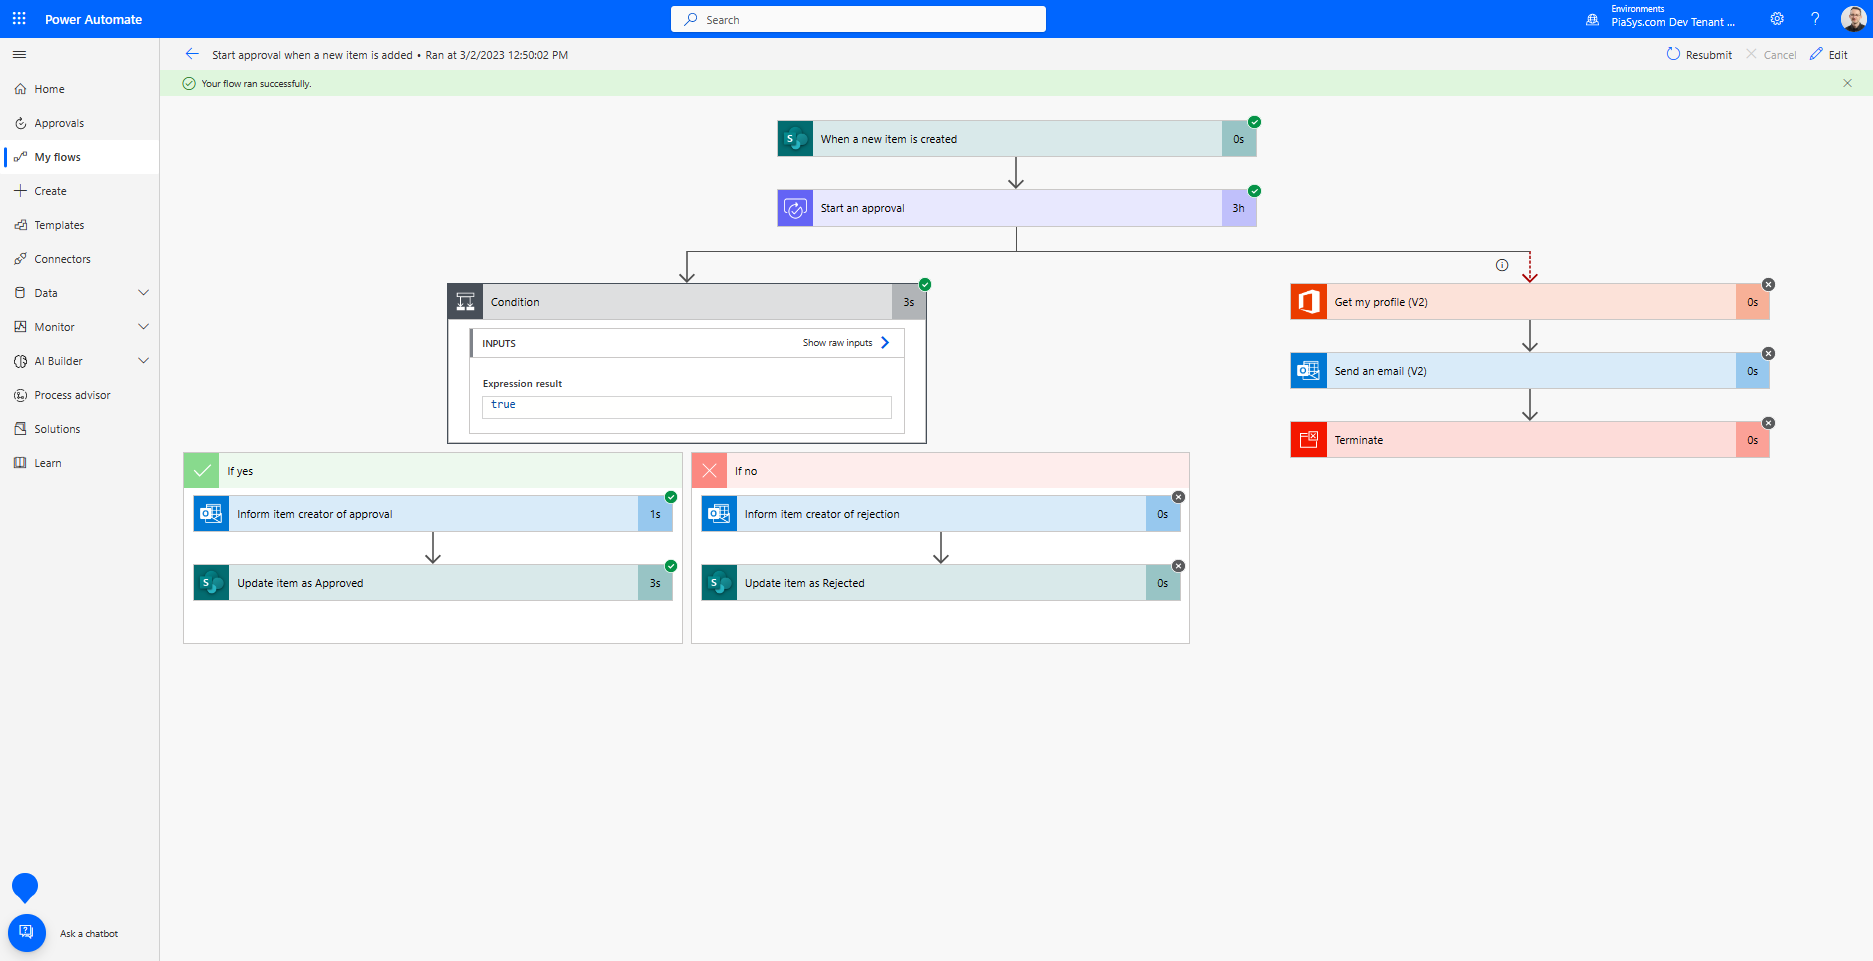 Power Automate
Search
Environments
PiaSys.com Dev Tenant ...
Start approval when a new item is added • Ran at 3/2/2023 12:50:02 PM
Resubmit
Cancel
Edit
Your flow ran successfully.
Home
Approvals
My flows
Create
Templates
Connectors
Data
Monitor
AI Builder
Process advisor
Solutions
Learn
Ask a chatbot
When a new item is created 0s
Start an approval 3h
Condition 3s
INPUTS Show raw inputs
Expression result
true
Get my profile (V2) 0s
Send an email (V2) 0s
Terminate 0s
If yes
Inform item creator of approval 1s
Update item as Approved 3s
If no
Inform item creator of rejection 0s
Update item as Rejected 0s